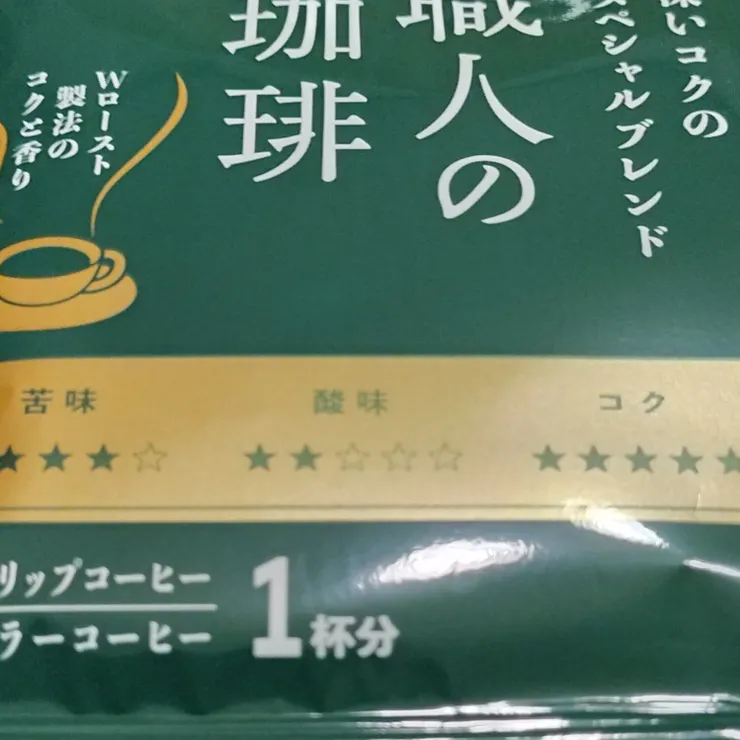 深いコクの
スペシャルブレンド
職人の
珈琲
Wロースト
製法の
コクと香り
苦味
酸味
コク
★★★☆
★★☆☆☆
★★★★★
リップコーヒー
ラーコーヒー
1杯分